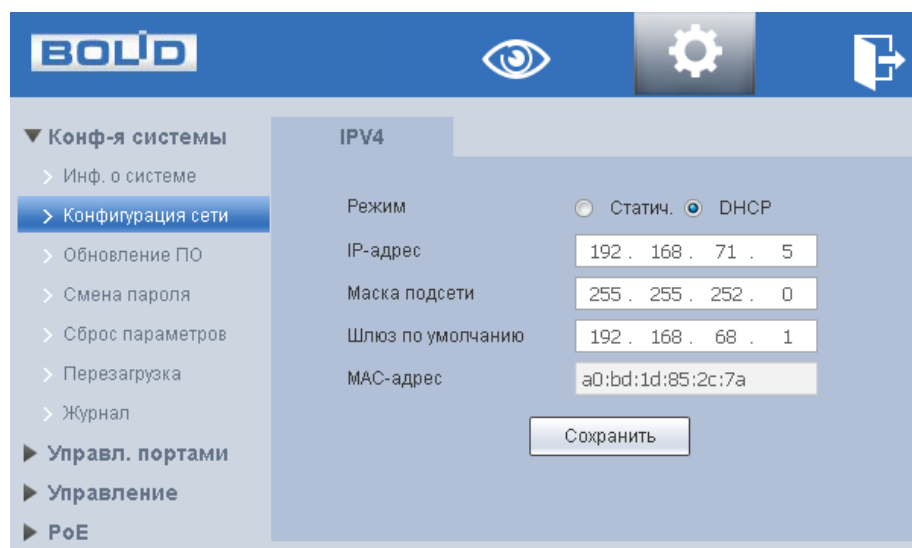 BOLID
Конф-я системы
Инф. о системе
Конфигурация сети
Обновление ПО
Смена пароля
Сброс параметров
Перезагрузка
Журнал
Управл. портами
Управление
PoE
IPV4
Режим Статич. DHCP
IP-адрес 192 . 168 . 71 . 5
Маска подсети 255 . 255 . 252 . 0
Шлюз по умолчанию 192 . 168 . 68 . 1
MAC-адрес a0:bd:1d:85:2c:7a
Сохранить